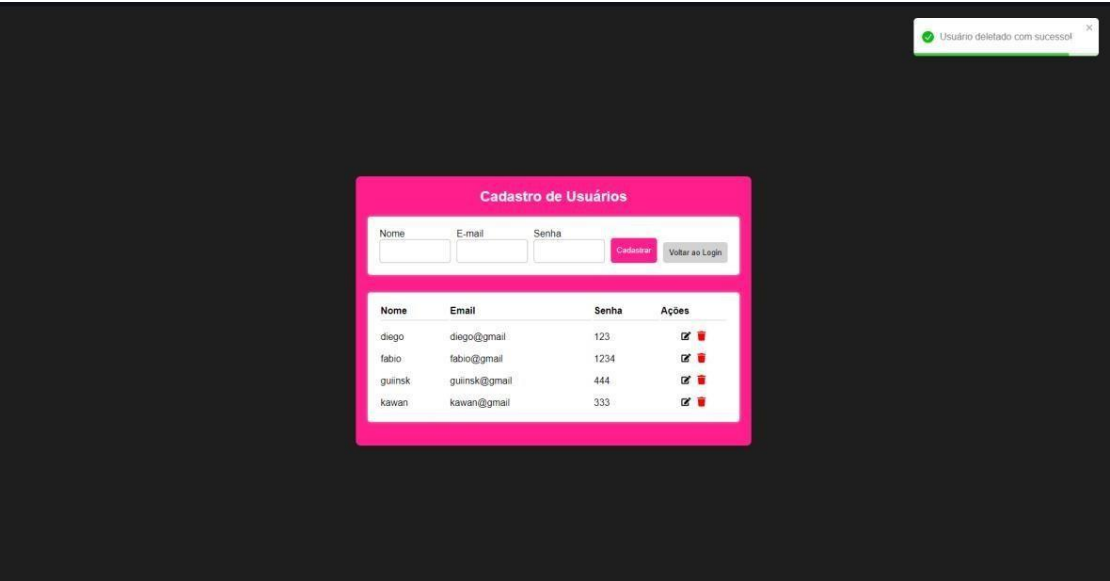 Usuário deletado com sucesso!
Cadastro de Usuários
Nome E-mail Senha
Cadastrar Voltar ao Login
Nome Email Senha Ações
diego diego@gmail 123
fabio fabio@gmail 1234
guiinsk guiinsk@gmail 444
kawan kawan@gmail 333